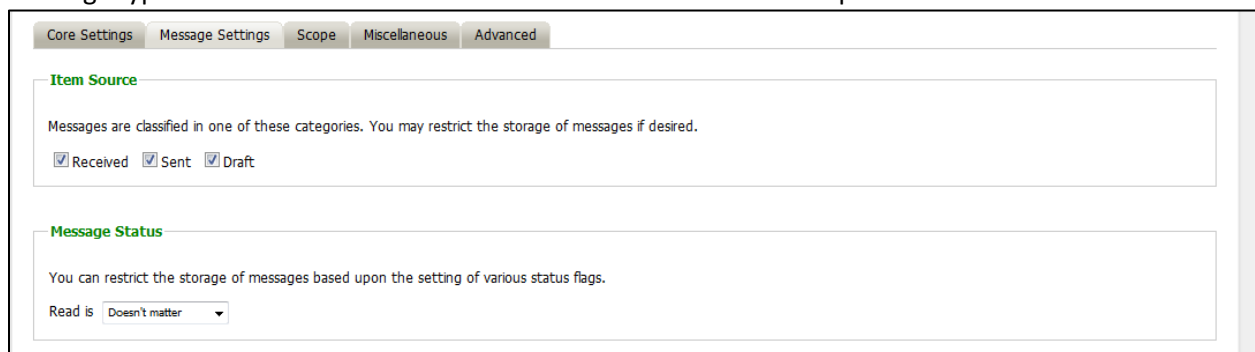 Core Settings Message Settings Scope Miscellaneous Advanced
Item Source
Messages are classified in one of these categories. You may restrict the storage of messages if desired.
Received Sent Draft
Message Status
You can restrict the storage of messages based upon the setting of various status flags.
Read is Doesn't matter